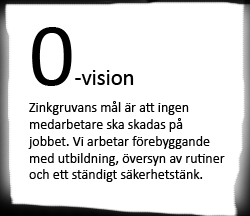 0-vision
Zinkgruvans mål är att ingen
medarbetare ska skadas på
jobbet. Vi arbetar förebyggande
med utbildning, översyn av rutiner
och ett ständigt säkerhetstänk.